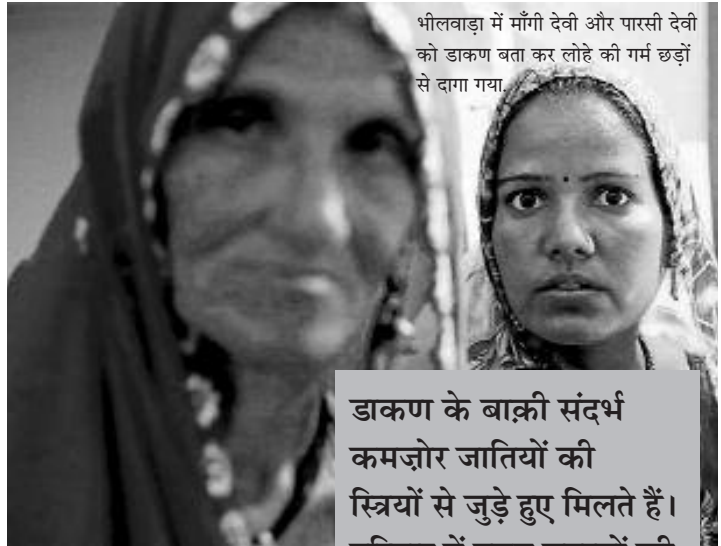 भीलवाड़ा में माँगी देवी और पारसी देवी
को डाकण बता कर लोहे की गर्म छड़ों
से दागा गया.
डाकण के बाक़ी संदर्भ
कमज़ोर जातियों की
स्त्रियों से जुड़े हुए मिलते हैं।